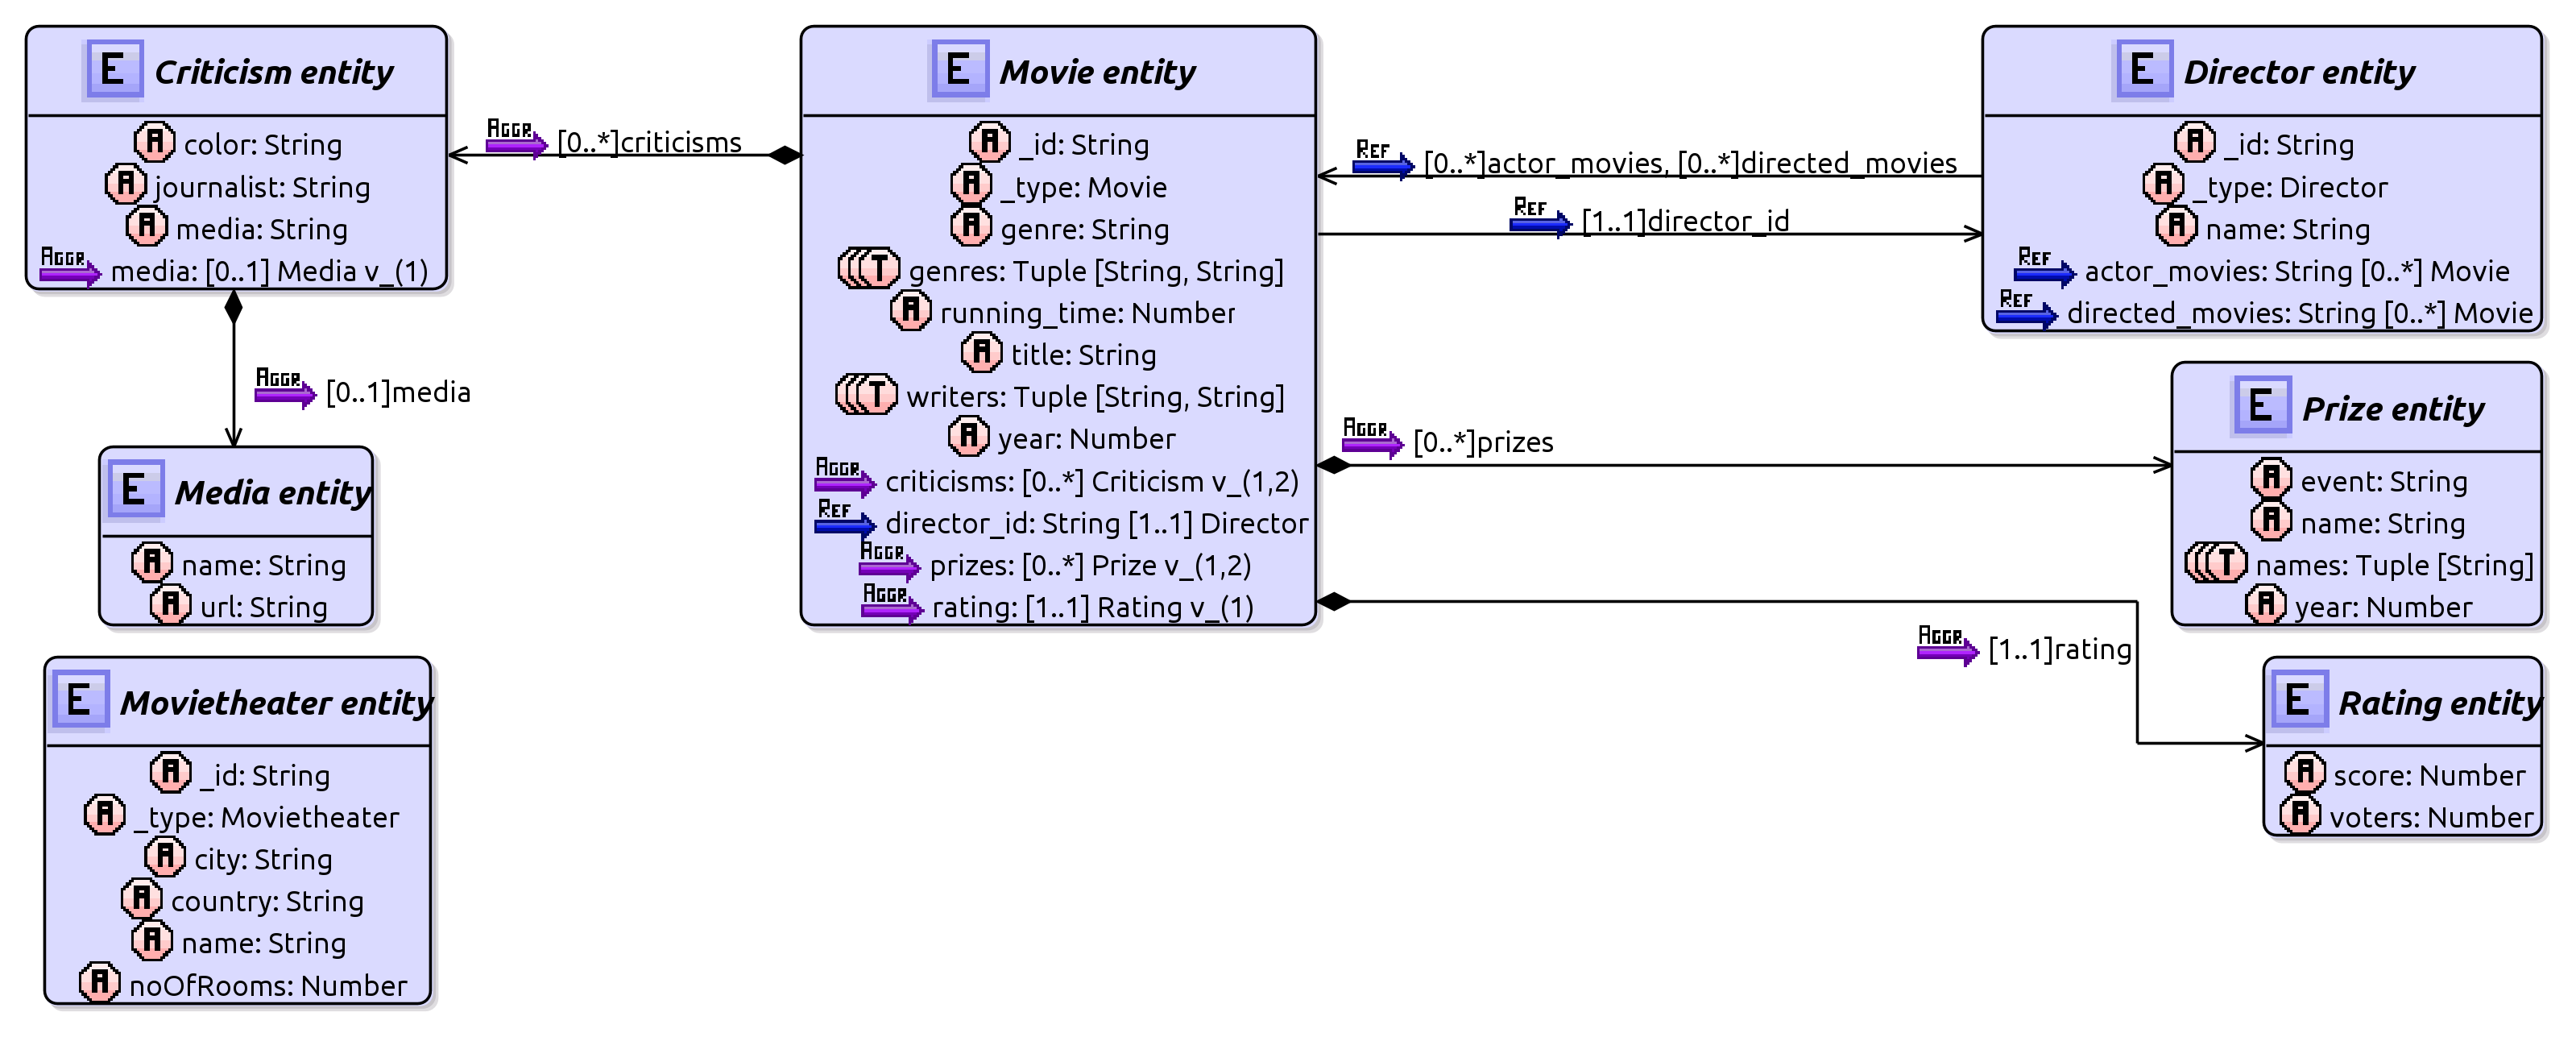 E Criticism entity
A color: String
A journalist: String
A media: String
AGGR media: [0..1] Media v_(1)
AGGR [0..*]criticisms
AGGR [0..1]media
E Media entity
A name: String
A url: String
E Movietheater entity
A _id: String
A _type: Movietheater
A city: String
A country: String
A name: String
A noOfRooms: Number
E Movie entity
A _id: String
A _type: Movie
A genre: String
T genres: Tuple [String, String]
A running_time: Number
A title: String
T writers: Tuple [String, String]
A year: Number
AGGR criticisms: [0..*] Criticism v_(1,2)
REF director_id: String [1..1] Director
AGGR prizes: [0..*] Prize v_(1,2)
AGGR rating: [1..1] Rating v_(1)
REF [0..*]actor_movies, [0..*]directed_movies
REF [1..1]director_id
AGGR [0..*]prizes
AGGR [1..1]rating
E Director entity
A _id: String
A _type: Director
A name: String
REF actor_movies: String [0..*] Movie
REF directed_movies: String [0..*] Movie
E Prize entity
A event: String
A name: String
T names: Tuple [String]
A year: Number
E Rating entity
A score: Number
A voters: Number